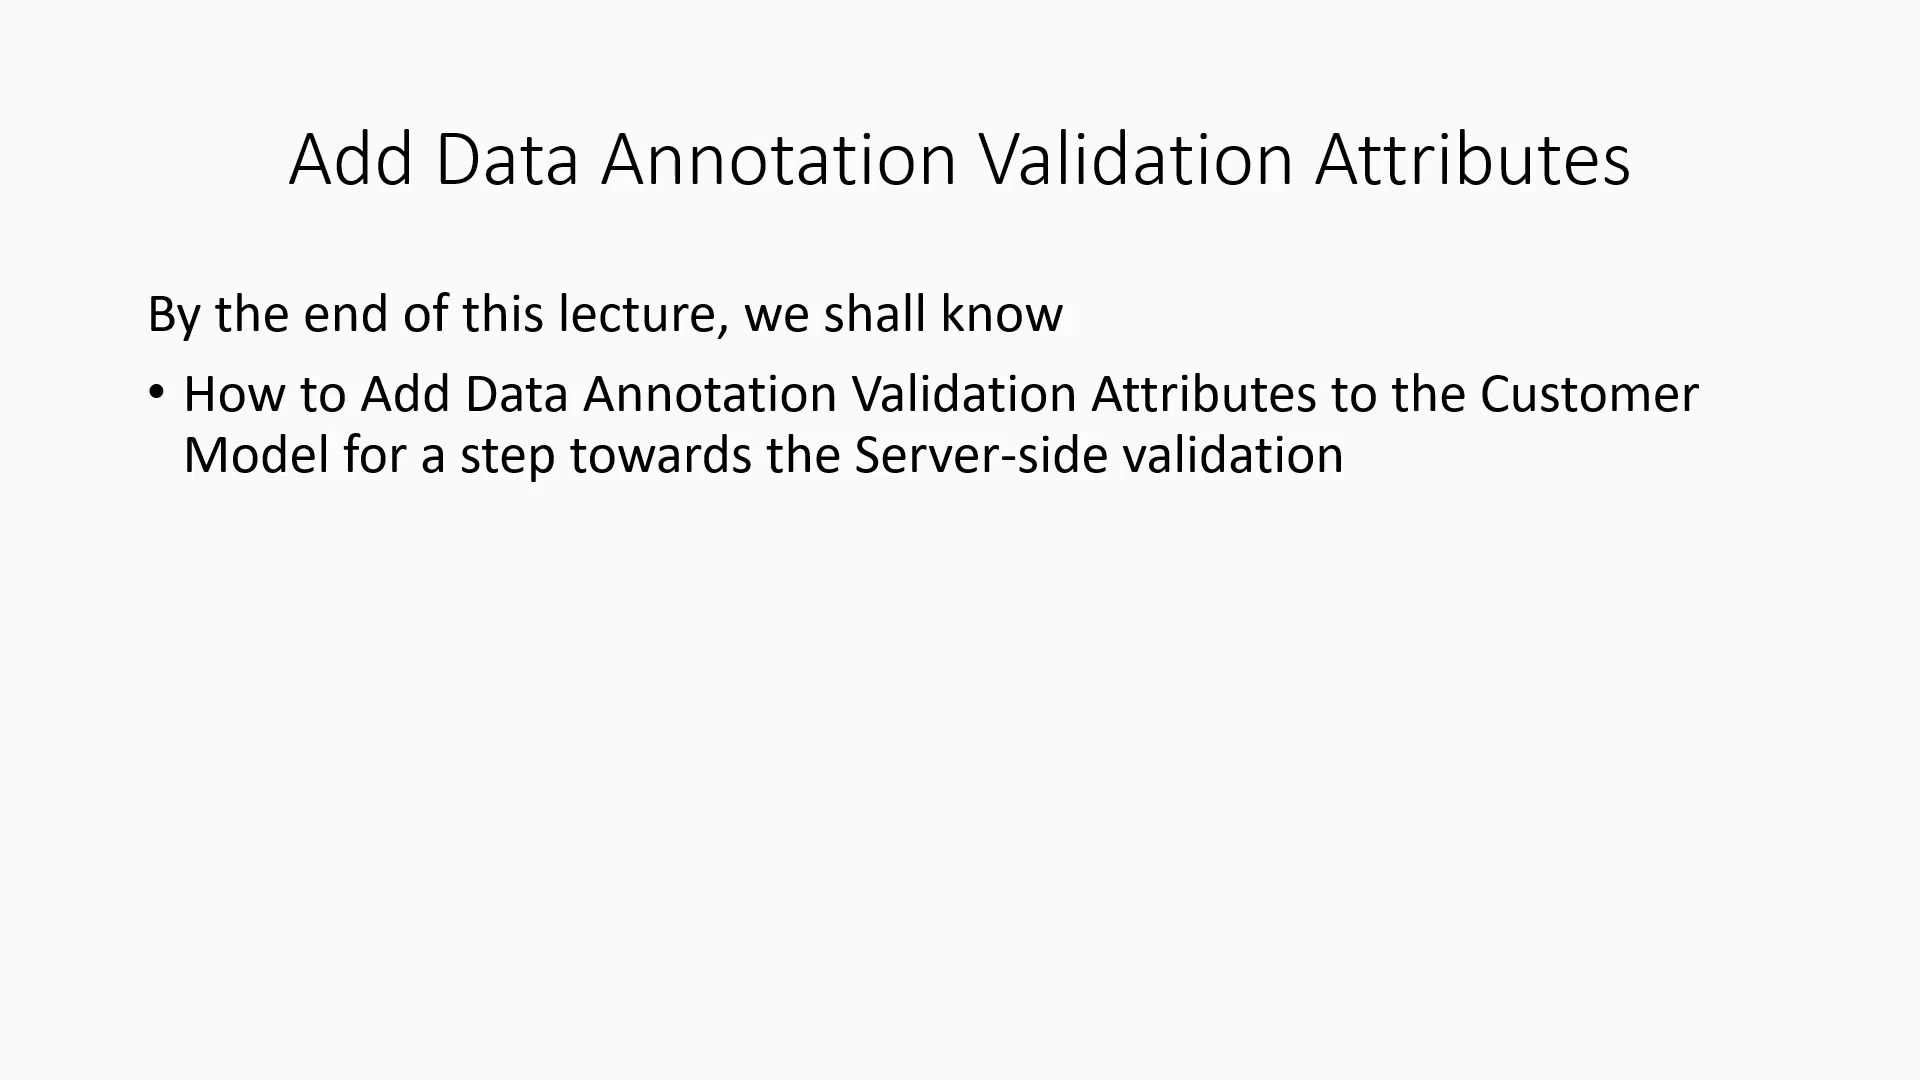 Add Data Annotation Validation Attributes
By the end of this lecture, we shall know
• How to Add Data Annotation Validation Attributes to the Customer
Model for a step towards the Server-side validation